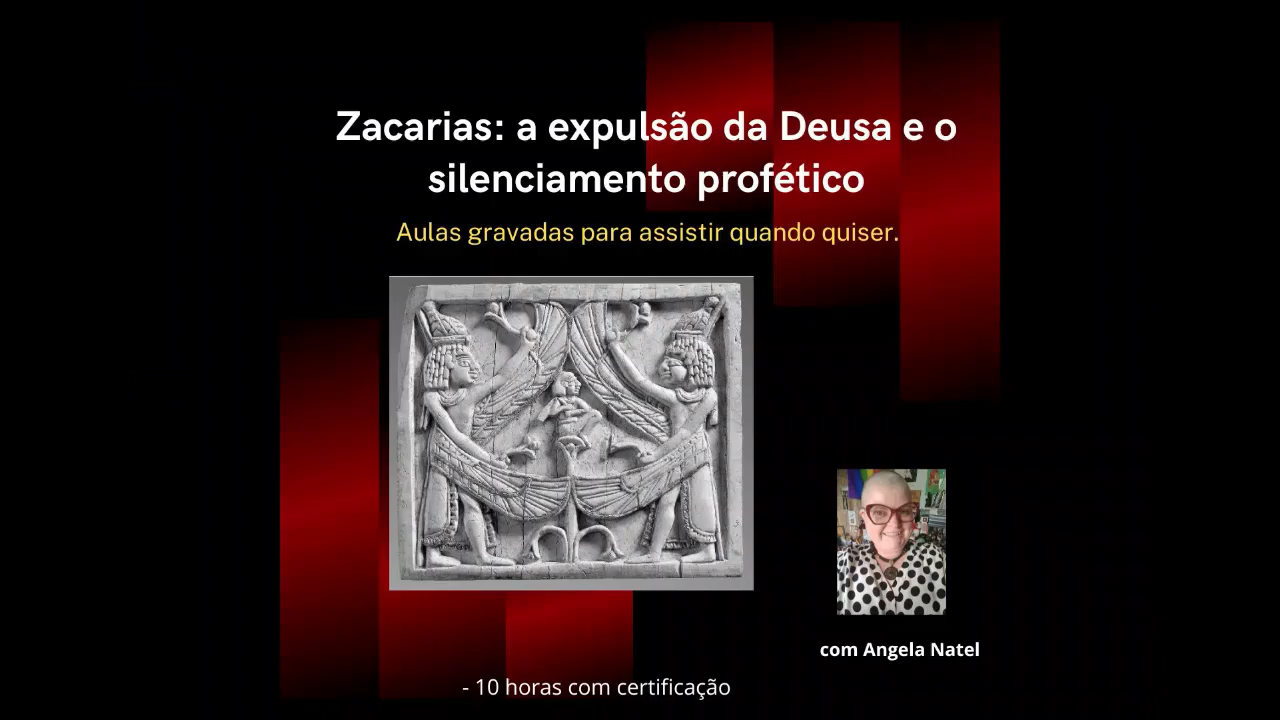 Zacarias: a expulsão da Deusa e o
silenciamento profético
Aulas gravadas para assistir quando quiser.
com Angela Natel
- 10 horas com certificação